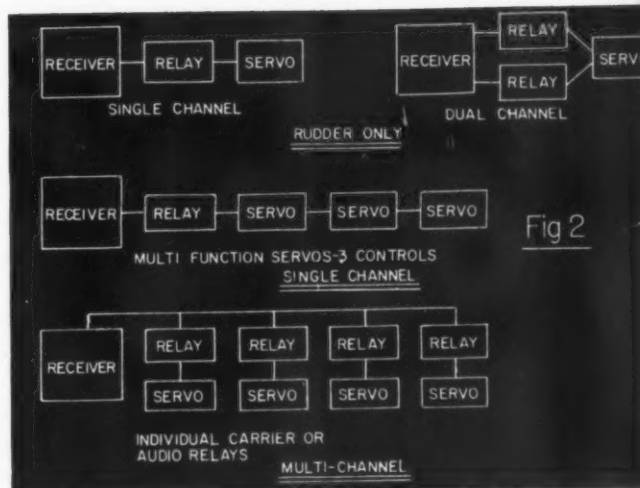 RECEIVER RELAY SERVO
SINGLE CHANNEL
RECEIVER RELAY RELAY SERVO
DUAL CHANNEL
RUDDER ONLY
RECEIVER RELAY SERVO SERVO SERVO
MULTI FUNCTION SERVOS-3 CONTROLS
SINGLE CHANNEL
Fig 2
RECEIVER RELAY RELAY RELAY RELAY
SERVO SERVO SERVO SERVO
INDIVIDUAL CARRIER OR
AUDIO RELAYS
MULTI-CHANNEL